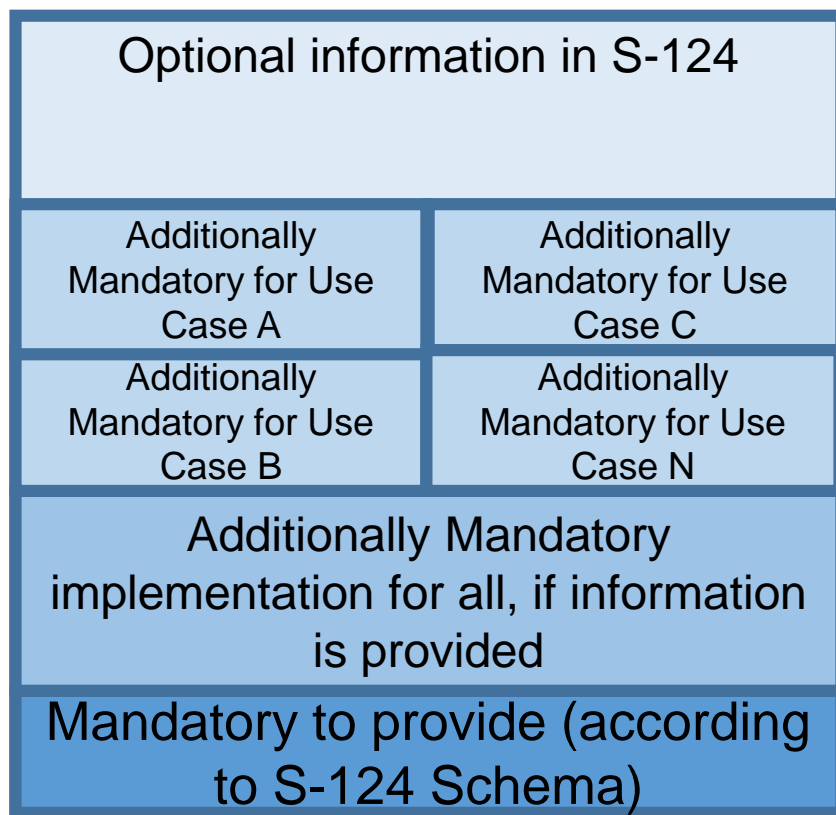 Optional information in S-124
Additionally
Mandatory for Use
Case A
Additionally
Mandatory for Use
Case C
Additionally
Mandatory for Use
Case B
Additionally
Mandatory for Use
Case N
Additionally Mandatory
implementation for all, if information
is provided
Mandatory to provide (according
to S-124 Schema)